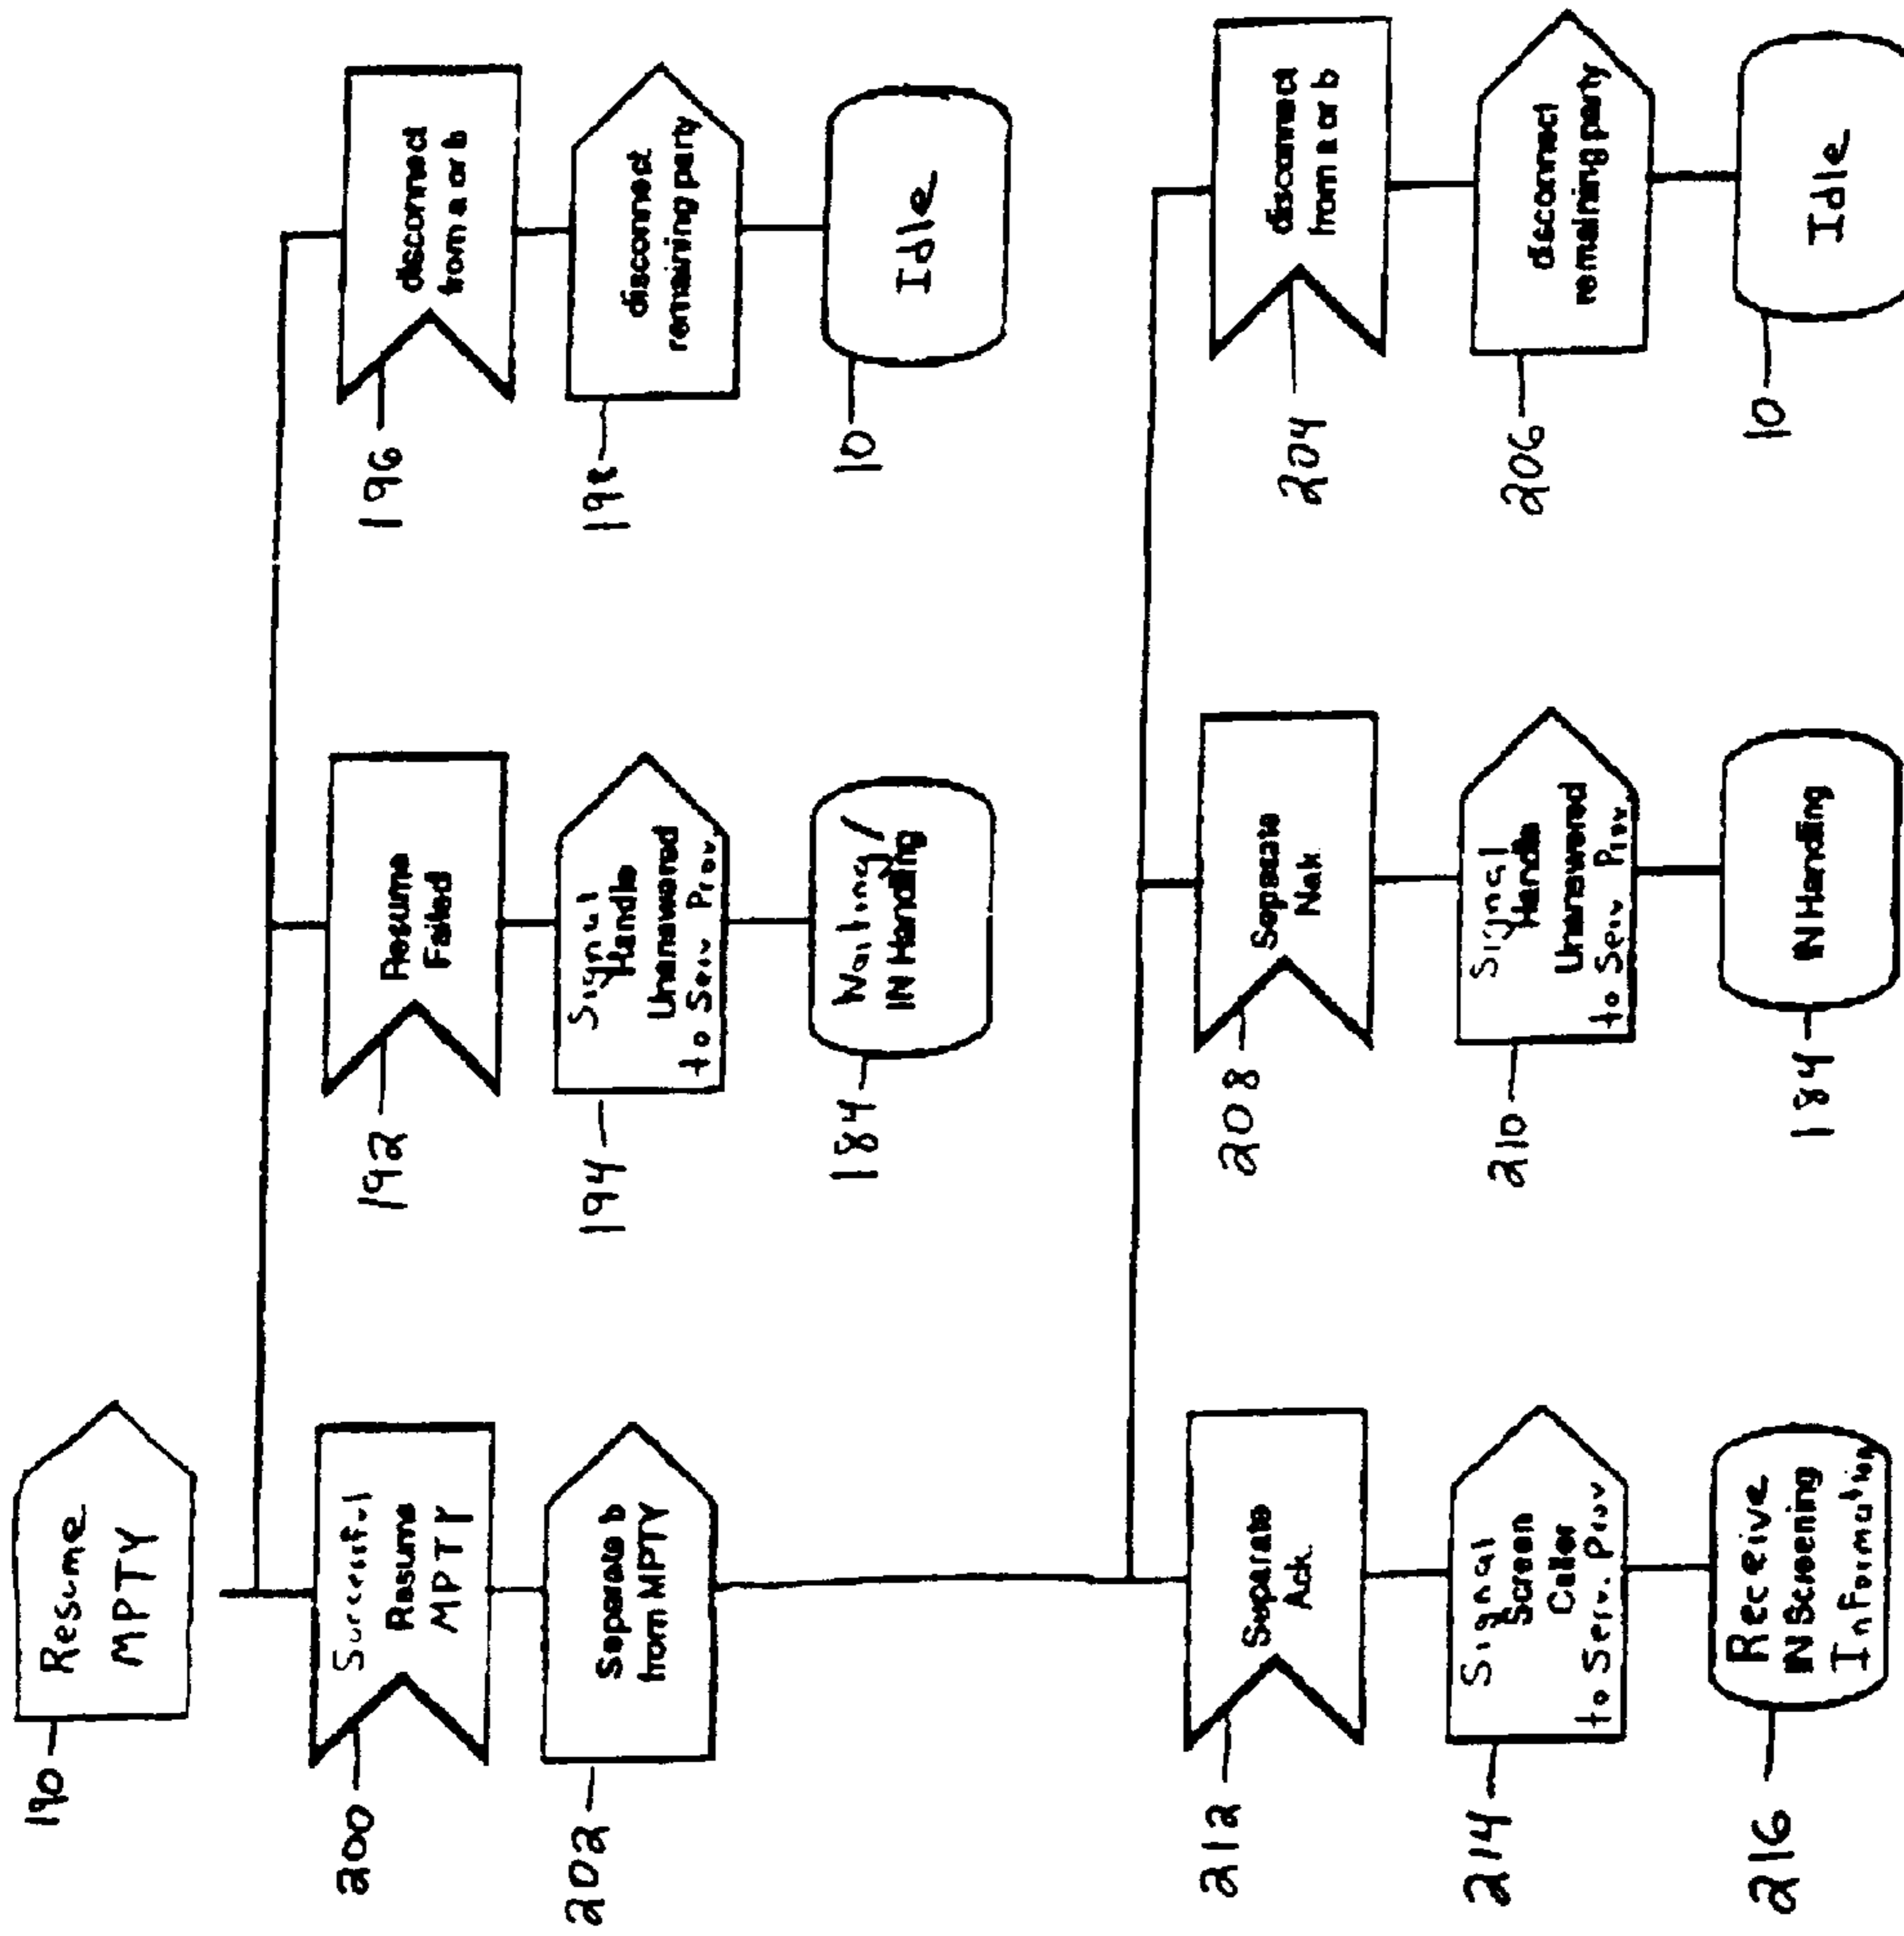 190
Resume
MPTY
200
Successful
Resume
MPTY
202
Separate b
from MPTY
192
Resume
Failed
194
Signal
Handle
Unanswered
to Serv Prov
184
Waiting/
IN Handling
196
disconnect
from a or b
198
disconnect
remaining party
10
Idle
212
Separate
Ack
214
Signal
Screen
Caller
to Serv. Prov
216
Receive
IN Screening
Information
208
Separate
Nak
210
Signal
Handle
Unanswered
to Serv. Prov
184
IN Handling
204
disconnect
from a or b
206
disconnect
remaining party
10
Idle